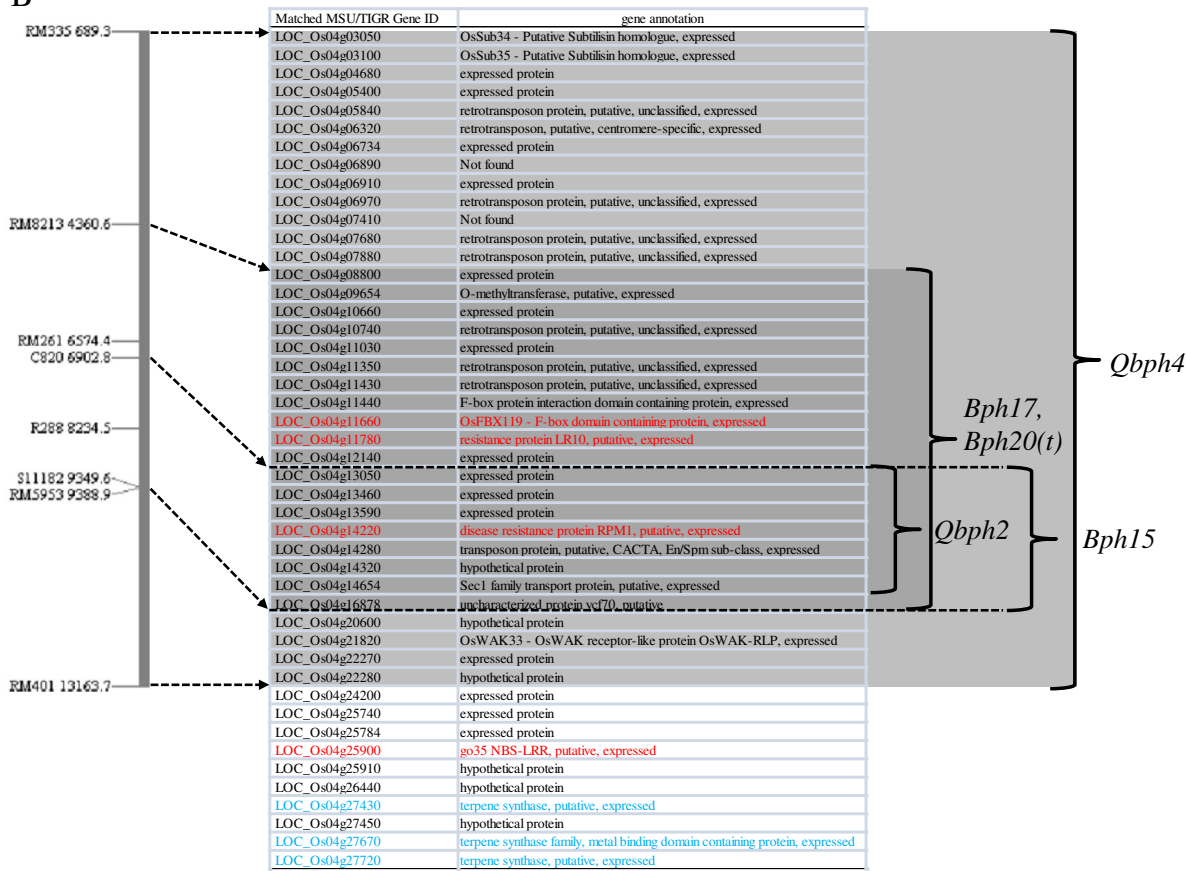 B
Matched MSU/TIGR Gene ID gene annotation
RM335 689.3
LOC_Os04g03050 OsSub34 - Putative Subtilisin homologue, expressed
LOC_Os04g03100 OsSub35 - Putative Subtilisin homologue, expressed
LOC_Os04g04680 expressed protein
LOC_Os04g05400 expressed protein
LOC_Os04g05840 retrotransposon protein, putative, unclassified, expressed
LOC_Os04g06320 retrotransposon, putative, centromere-specific, expressed
LOC_Os04g06734 expressed protein
LOC_Os04g06890 Not found
LOC_Os04g06910 expressed protein
LOC_Os04g06970 retrotransposon protein, putative, unclassified, expressed
RM8213 4360.6
LOC_Os04g07410 Not found
LOC_Os04g07680 retrotransposon protein, putative, unclassified, expressed
LOC_Os04g07880 retrotransposon protein, putative, unclassified, expressed
LOC_Os04g08800 expressed protein
LOC_Os04g09654 O-methyltransferase, putative, expressed
LOC_Os04g10660 expressed protein
LOC_Os04g10740 retrotransposon protein, putative, unclassified, expressed
RM261 6574.4
LOC_Os04g11030 expressed protein
C820 6902.8
LOC_Os04g11350 retrotransposon protein, putative, unclassified, expressed
Qbph4
LOC_Os04g11430 retrotransposon protein, putative, unclassified, expressed
LOC_Os04g11440 F-box protein interaction domain containing protein, expressed
Bph17,
LOC_Os04g11660 OsFBX119 - F-box domain containing protein, expressed
R288 8234.5
LOC_Os04g11780 resistance protein LR10, putative, expressed
Bph20(t)
LOC_Os04g12140 expressed protein
S11182 9349.6
LOC_Os04g13050 expressed protein
RM5953 9388.9
LOC_Os04g13460 expressed protein
LOC_Os04g13590 expressed protein
LOC_Os04g14220 disease resistance protein RPM1, putative, expressed
Qbph2
Bph15
LOC_Os04g14280 transposon protein, putative, CACTA, En/Spm sub-class, expressed
LOC_Os04g14320 hypothetical protein
LOC_Os04g14654 Sec1 family transport protein, putative, expressed
LOC_Os04g16878 uncharacterized protein ycf70, putative
LOC_Os04g20600 hypothetical protein
LOC_Os04g21820 OsWAK33 - OsWAK receptor-like protein OsWAK-RLP, expressed
LOC_Os04g22270 expressed protein
LOC_Os04g22280 hypothetical protein
RM401 13163.7
LOC_Os04g24200 expressed protein
LOC_Os04g25740 expressed protein
LOC_Os04g25784 expressed protein
LOC_Os04g25900 go35 NBS-LRR, putative, expressed
LOC_Os04g25910 hypothetical protein
LOC_Os04g26440 hypothetical protein
LOC_Os04g27430 terpene synthase, putative, expressed
LOC_Os04g27450 hypothetical protein
LOC_Os04g27670 terpene synthase family, metal binding domain containing protein, expressed
LOC_Os04g27720 terpene synthase, putative, expressed